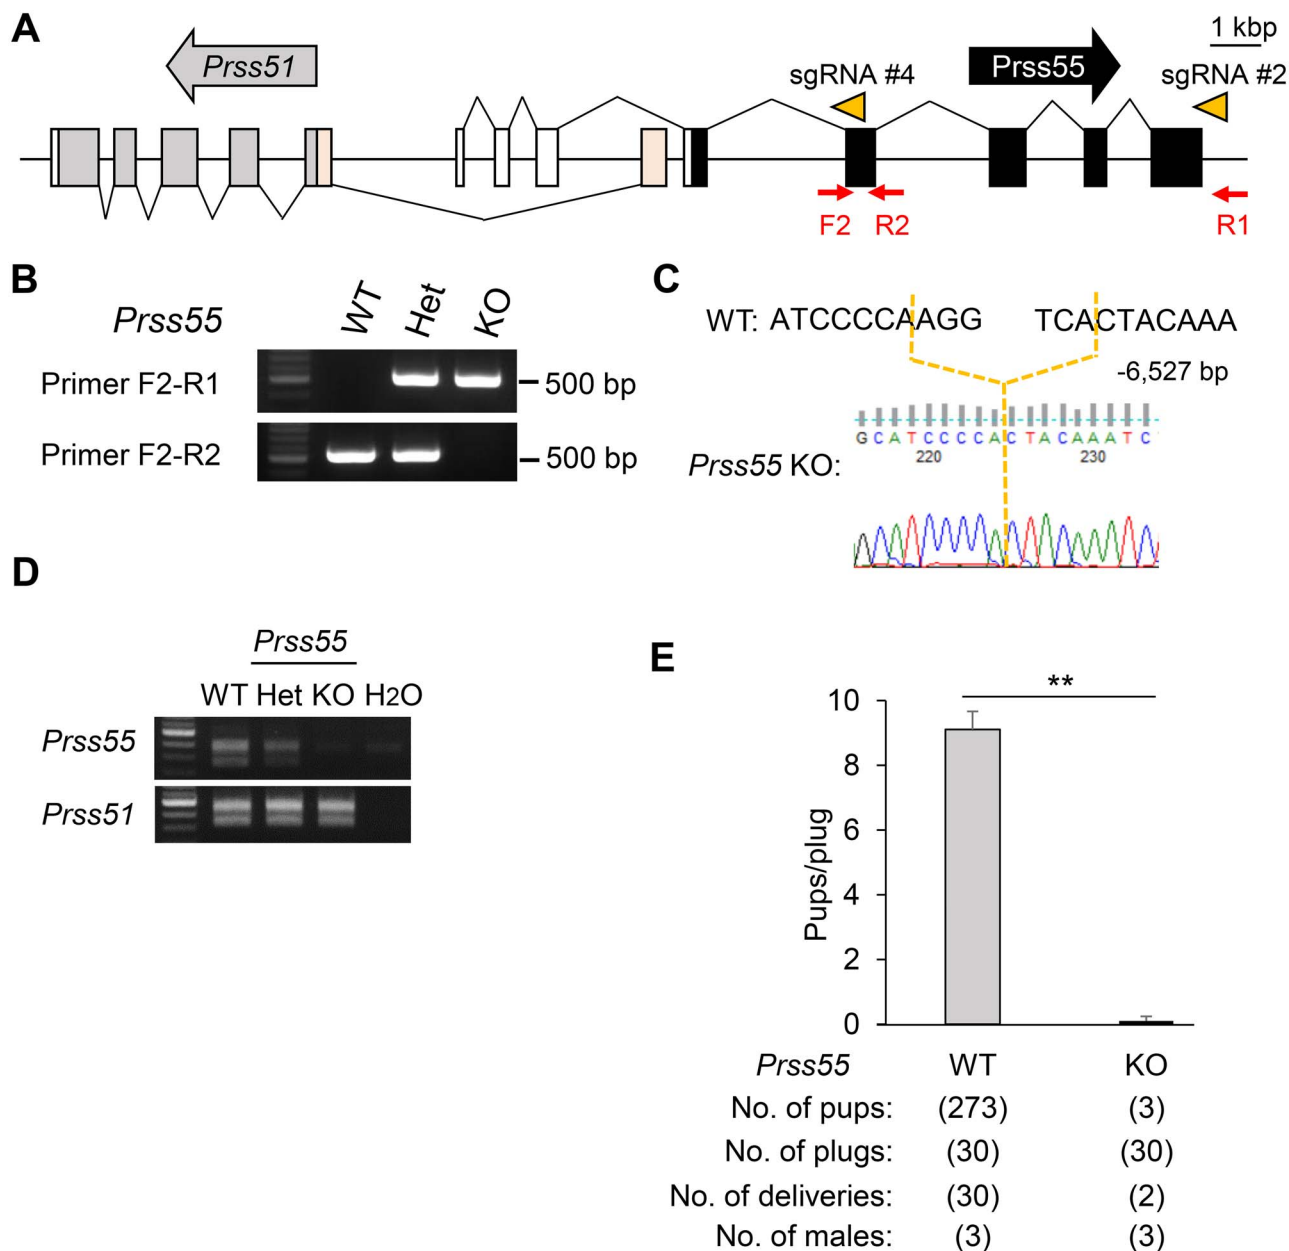 A
Prss51
Prss55
1 kbp
sgRNA #4
sgRNA #2
F2
R2
R1
B
Prss55
WT
Het
KO
Primer F2-R1
500 bp
Primer F2-R2
500 bp
C
WT: ATCCCCAAGG TCACTACAAA
-6,527 bp
GCATCCCCACTACAAATC
220 230
Prss55 KO:
D
Prss55
WT Het KO H2O
Prss55
Prss51
E
**
10
8
6
4
2
0
Pups/plug
Prss55 WT KO
No. of pups: (273) (3)
No. of plugs: (30) (30)
No. of deliveries: (30) (2)
No. of males: (3) (3)